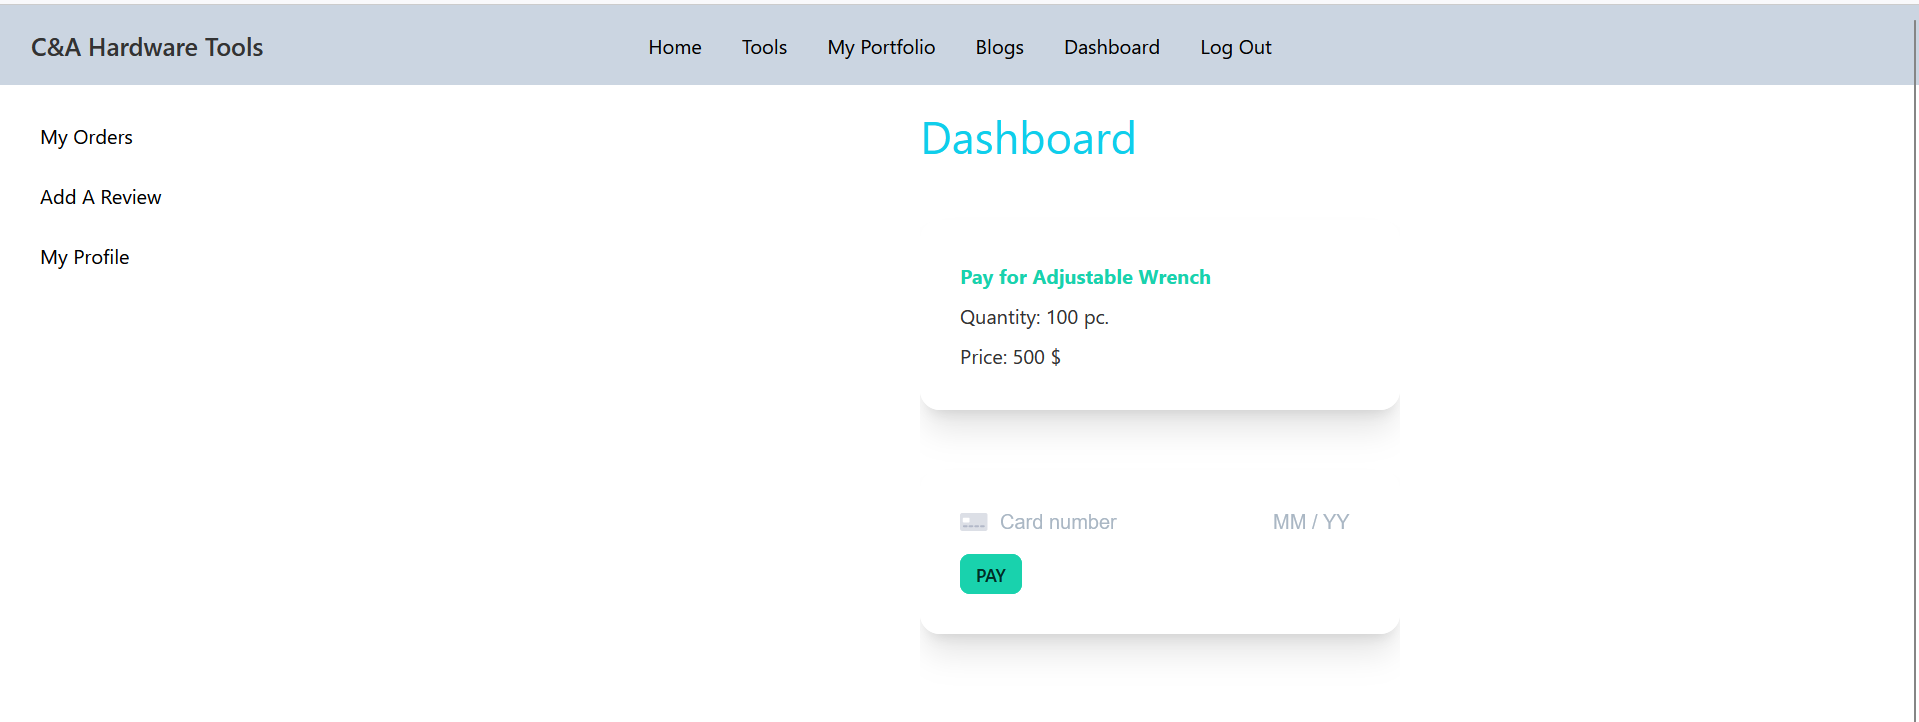 C&A Hardware Tools Home Tools My Portfolio Blogs Dashboard Log Out
My Orders
Add A Review
My Profile
Dashboard
Pay for Adjustable Wrench
Quantity: 100 pc.
Price: 500 $
Card number MM / YY
PAY